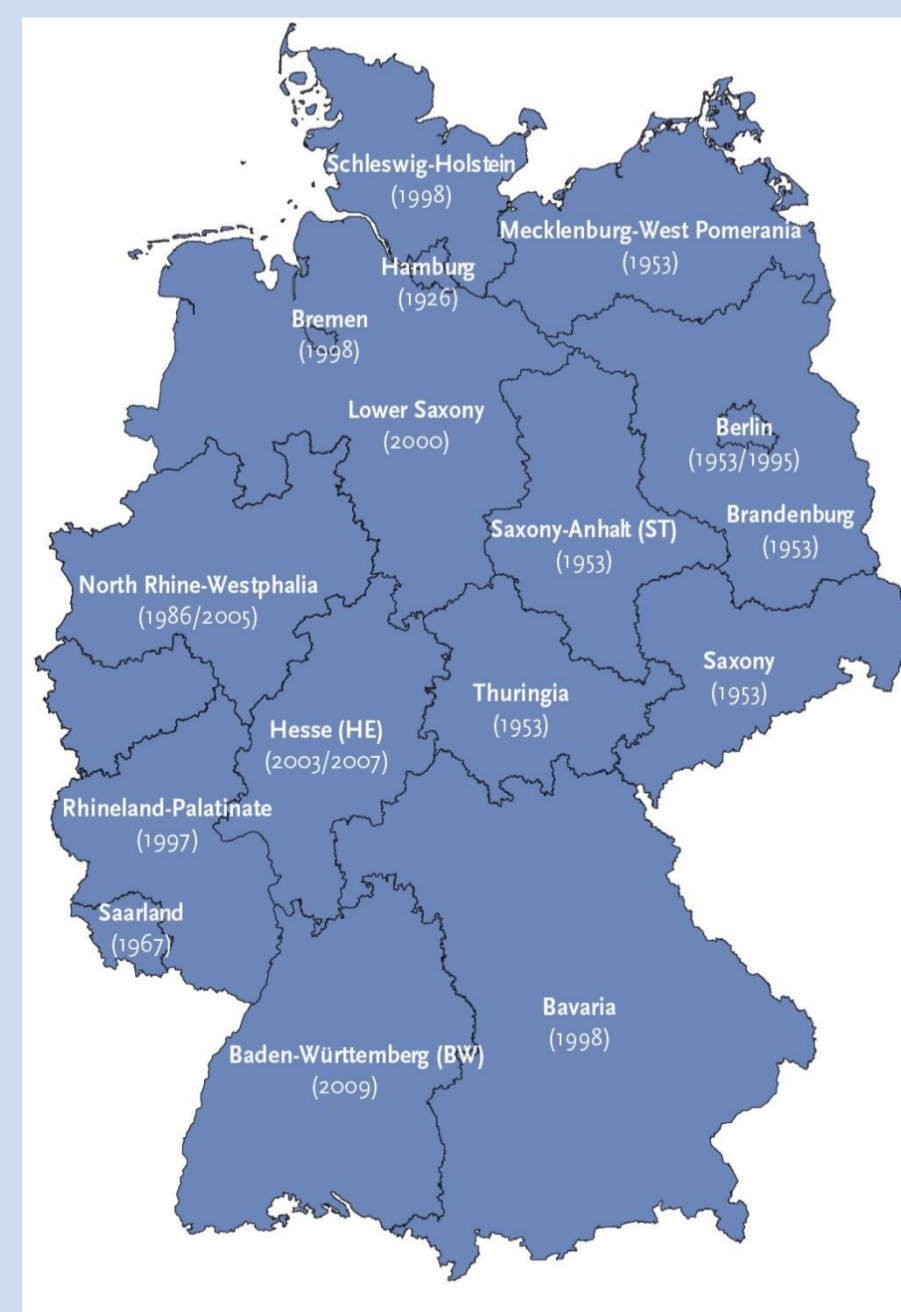 Schleswig-Holstein
(1998)
Mecklenburg-West Pomerania
(1953)
Hamburg
(1926)
Bremen
(1998)
Lower Saxony
(2000)
Berlin
(1953/1995)
Brandenburg
(1953)
Saxony-Anhalt (ST)
(1953)
North Rhine-Westphalia
(1986/2005)
Saxony
(1953)
Thuringia
(1953)
Hesse (HE)
(2003/2007)
Rhineland-Palatinate
(1997)
Saarland
(1967)
Bavaria
(1998)
Baden-Württemberg (BW)
(2009)